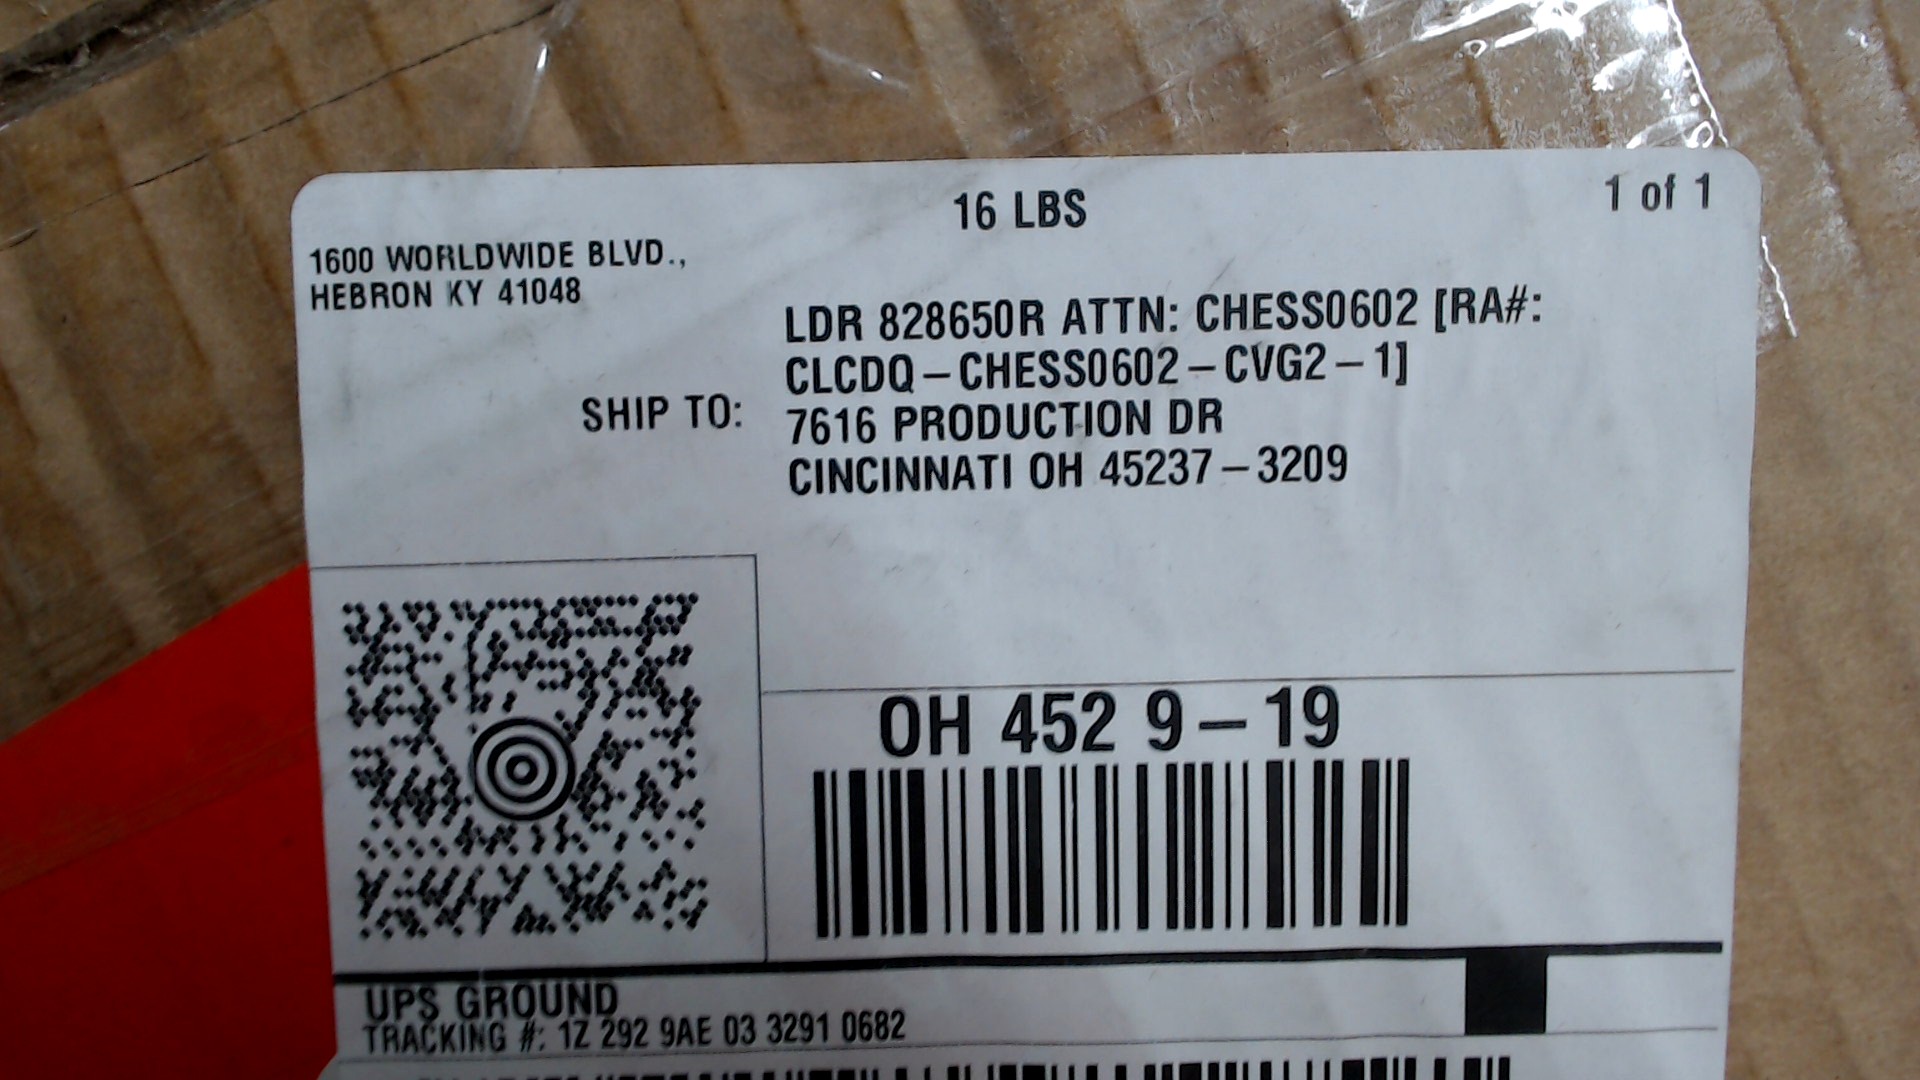 16 LBS
1 of 1
1600 WORLDWIDE BLVD.,
HEBRON KY 41048
SHIP TO:
LDR 828650R ATTN: CHESS0602 [RA#:
CLCDQ-CHESS0602-CVG2-1]
7616 PRODUCTION DR
CINCINNATI OH 45237-3209
OH 452 9-19
UPS GROUND
TRACKING #: 1Z 292 9AE 03 3291 0682